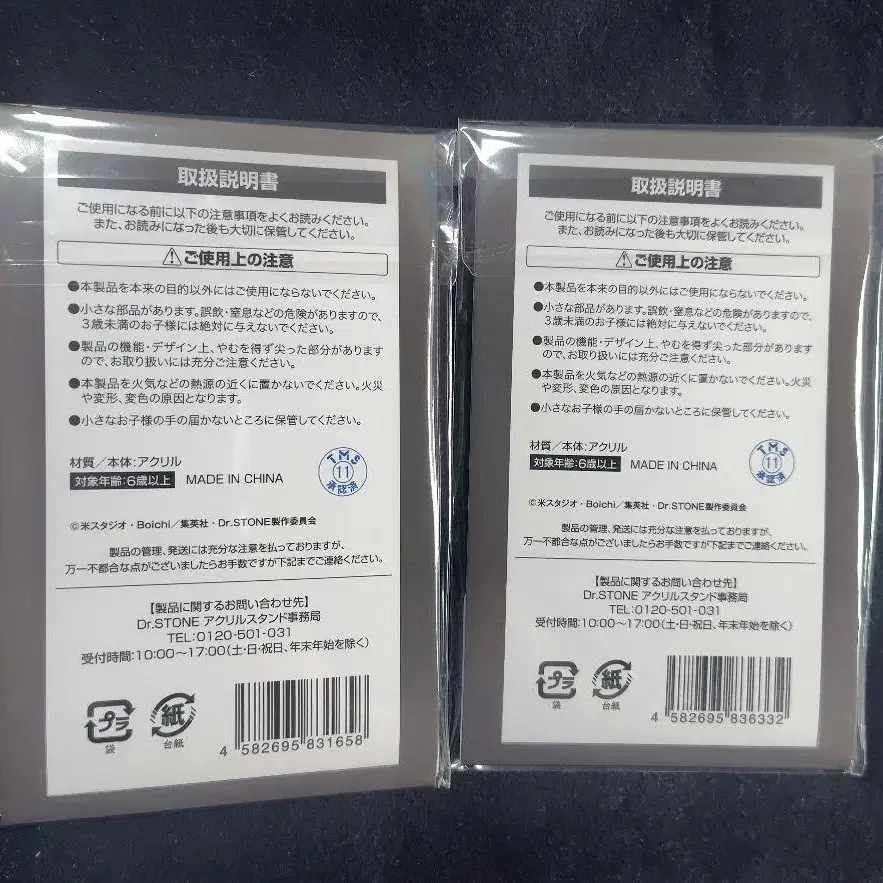 取扱説明書
ご使用になる前に以下の注意事項をよくお読みください。
また、お読みになった後も大切に保管してください。
⚠ご使用上の注意
●本製品を本来の目的以外にはご使用にならないでください。
●小さな部品があります。誤飲・窒息などの危険がありますので、
3歳未満のお子様には絶対に与えないでください。
●製品の機能・デザイン上、やむを得ず尖った部分があります
ので、お取り扱いには充分ご注意ください。
●本製品を火気などの熱源の近くに置かないでください。火災
や変形、変色の原因となります。
●小さなお子様の手の届かないところに保管してください。
材質/本体:アクリル
対象年齢:6歳以上 MADE IN CHINA
TMS
11
承認済
©米スタジオ・Boichi/集英社・Dr.STONE製作委員会
製品の管理、発送には充分な注意を払っておりますが、
万一不都合な点がございましたらお手数ですが下記までご連絡ください。
【製品に関するお問い合わせ先】
Dr.STONE アクリルスタンド事務局
TEL:0120-501-031
受付時間:10:00〜17:00(土・日・祝日、年末年始を除く)
プラ
袋
紙
台紙
4 582695 831658
取扱説明書
ご使用になる前に以下の注意事項をよくお読みください。
また、お読みになった後も大切に保管してください。
⚠ご使用上の注意
●本製品を本来の目的以外にはご使用にならないでください。
●小さな部品があります。誤飲・窒息などの危険がありますので、
3歳未満のお子様には絶対に与えないでください。
●製品の機能・デザイン上、やむを得ず尖った部分があります
ので、お取り扱いには充分ご注意ください。
●本製品を火気などの熱源の近くに置かないでください。火災
や変形、変色の原因となります。
●小さなお子様の手の届かないところに保管してください。
材質/本体:アクリル
対象年齢:6歳以上 MADE IN CHINA
TMS
11
承認済
©米スタジオ・Boichi/集英社・Dr.STONE製作委員会
製品の管理、発送には充分な注意を払っておりますが、
万一不都合な点がございましたらお手数ですが下記までご連絡ください。
【製品に関するお問い合わせ先】
Dr.STONE アクリルスタンド事務局
TEL:0120-501-031
受付時間:10:00〜17:00(土・日・祝日、年末年始を除く)
プラ
袋
紙
台紙
4 582695 836332